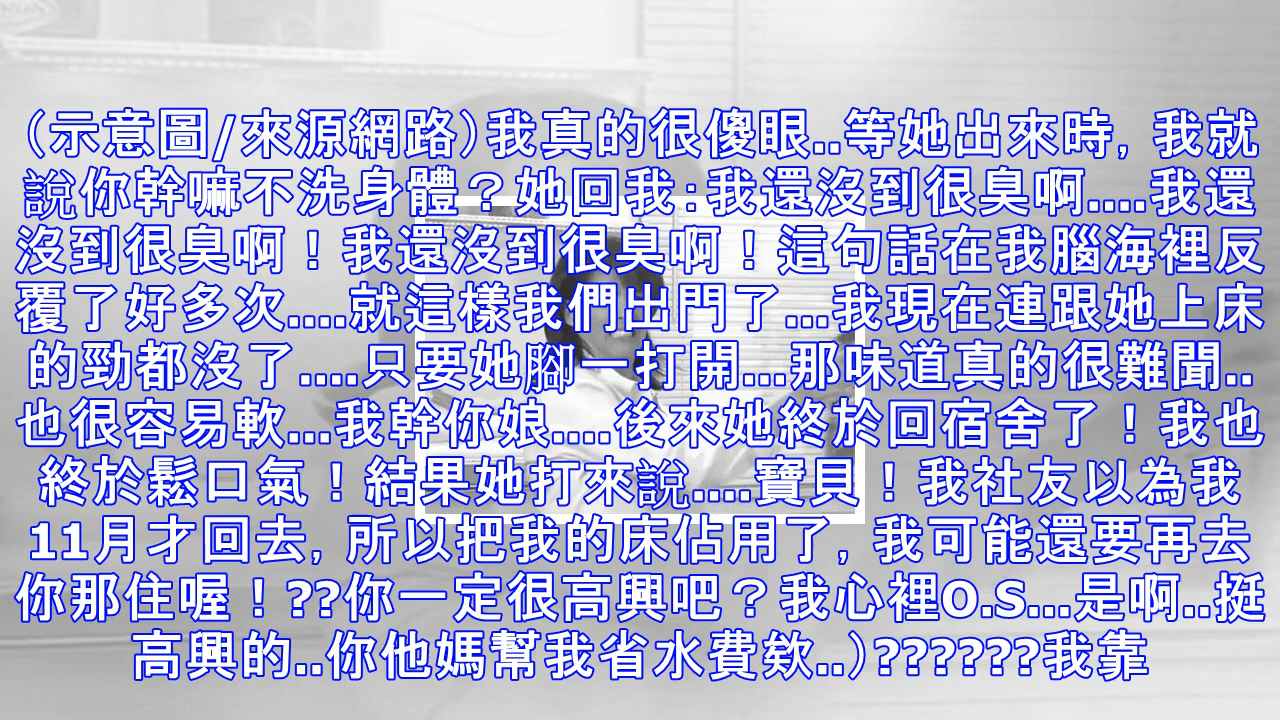 (示意圖/來源網路)我真的很傻眼..等她出來時, 我就
說你幹嘛不洗身體？她回我:我還沒到很臭啊....我還
沒到很臭啊！我還沒到很臭啊！這句話在我腦海裡反
覆了好多次....就這樣我們出門了...我現在連跟她上床
的勁都沒了....只要她腳一打開...那味道真的很難聞..
也很容易軟...我幹你娘....後來她終於回宿舍了！我也
終於鬆口氣！結果她打來說....寶貝！我社友以為我
11月才回去, 所以把我的床佔用了, 我可能還要再去
你那住喔！??你一定很高興吧？我心裡O.S...是啊..挺
高興的..你他媽幫我省水費欸..)??????我靠